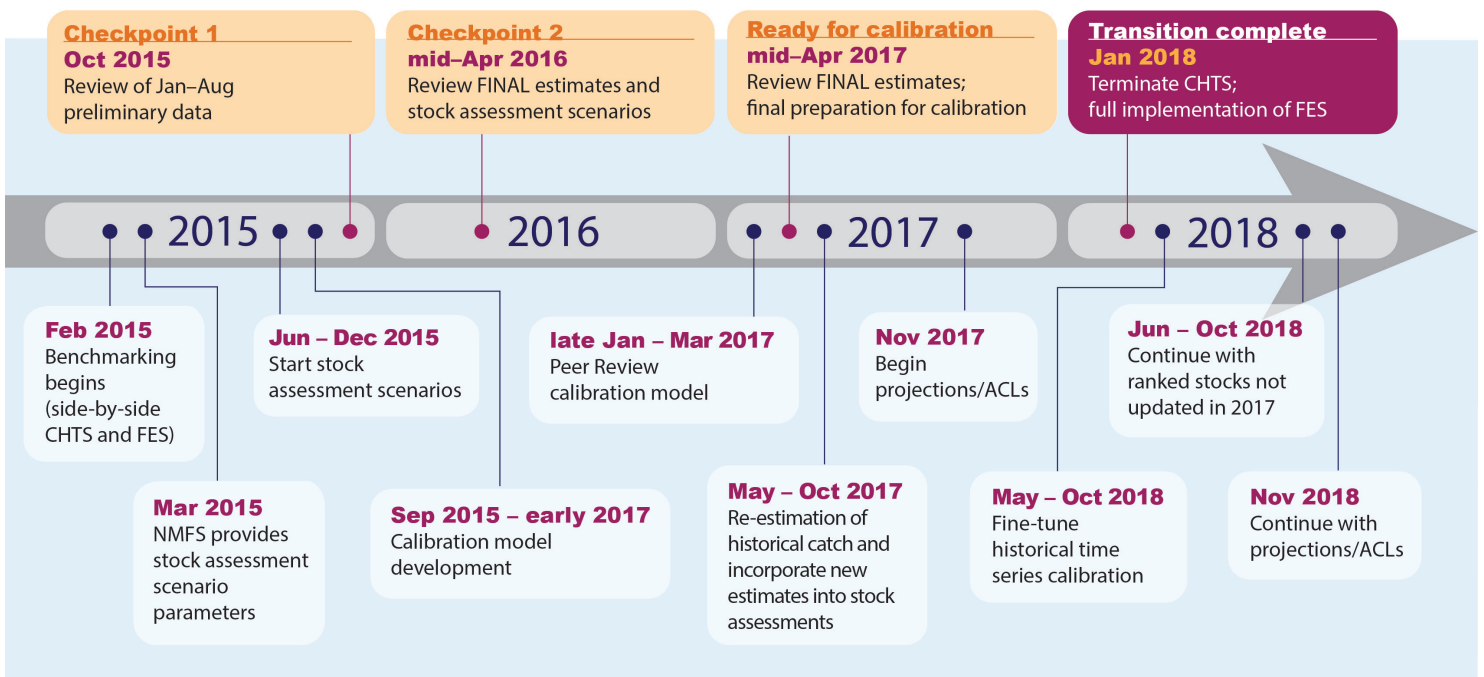 Checkpoint 1
Oct 2015
Review of Jan–Aug
preliminary data
Checkpoint 2
mid–Apr 2016
Review FINAL estimates and
stock assessment scenarios
Ready for calibration
mid–Apr 2017
Review FINAL estimates;
final preparation for calibration
Transition complete
Jan 2018
Terminate CHTS;
full implementation of FES
2015
2016
2017
2018
Feb 2015
Benchmarking
begins
(side-by-side
CHTS and FES)
Mar 2015
NMFS provides
stock assessment
scenario
parameters
Jun – Dec 2015
Start stock
assessment scenarios
Sep 2015 – early 2017
Calibration model
development
late Jan – Mar 2017
Peer Review
calibration model
May – Oct 2017
Re-estimation of
historical catch and
incorporate new
estimates into stock
assessments
Nov 2017
Begin
projections/ACLs
May – Oct 2018
Fine-tune
historical time
series calibration
Jun – Oct 2018
Continue with
ranked stocks not
updated in 2017
Nov 2018
Continue with
projections/ACLs